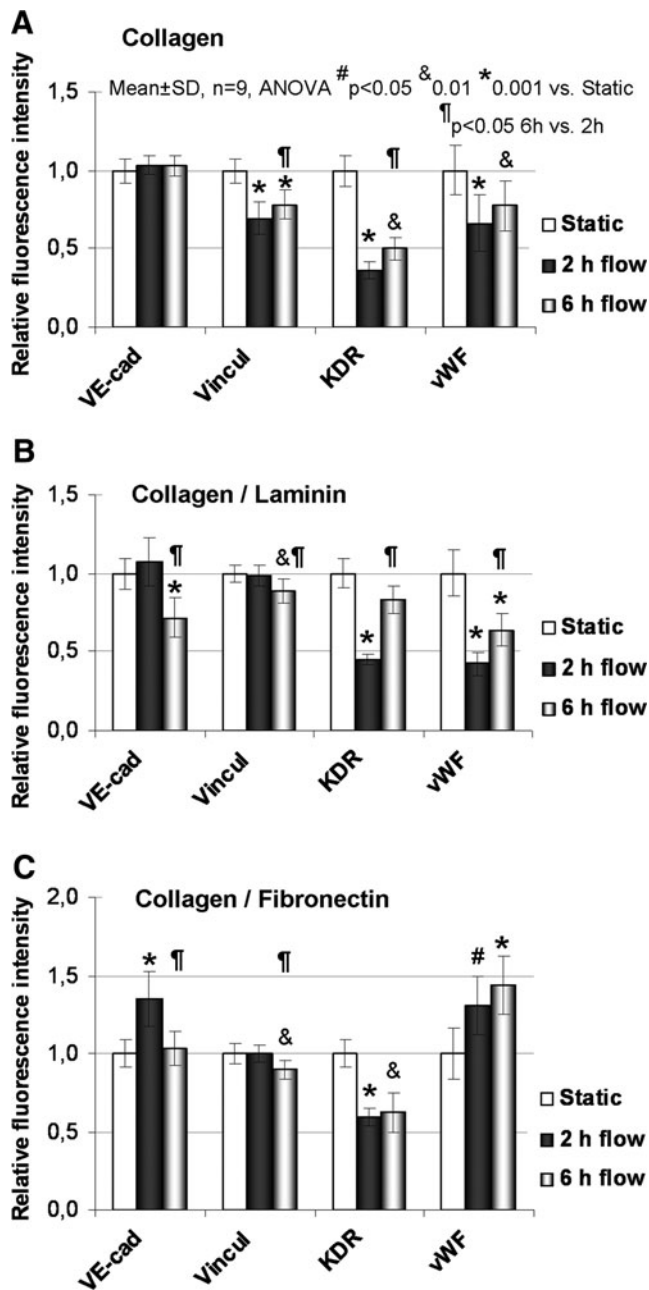 A
Collagen
Mean±SD, n=9, ANOVA #p<0.05 &0.01 *0.001 vs. Static
¶p<0.05 6h vs. 2h
Relative fluorescence intensity
1,5
1,0
0,5
0,0
¶
¶
&
* *
*
&
*
Static
2 h flow
6 h flow
VE-cad
Vincul
KDR
vWF
B
Collagen / Laminin
Relative fluorescence intensity
1,5
1,0
0,5
0,0
¶
*
&¶
¶
*
¶
*
*
Static
2 h flow
6 h flow
VE-cad
Vincul
KDR
vWF
C
Collagen / Fibronectin
Relative fluorescence intensity
2,0
1,5
1,0
0,5
0,0
* ¶
¶
&
* &
# *
Static
2 h flow
6 h flow
VE-cad
Vincul
KDR
vWF